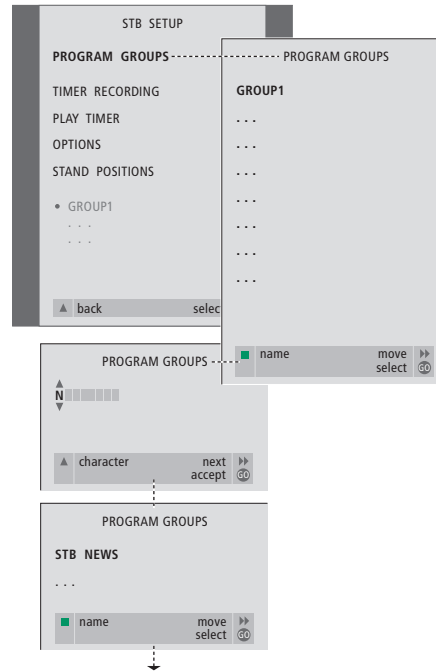 STB SETUP
PROGRAM GROUPS
TIMER RECORDING
PLAY TIMER
OPTIONS
STAND POSITIONS
• GROUP1
. . .
. . .
back selec
PROGRAM GROUPS
GROUP1
. . .
. . .
. . .
. . .
. . .
. . .
. . .
name move
select GO
PROGRAM GROUPS
N
character next
accept GO
PROGRAM GROUPS
STB NEWS
. . .
name move
select GO